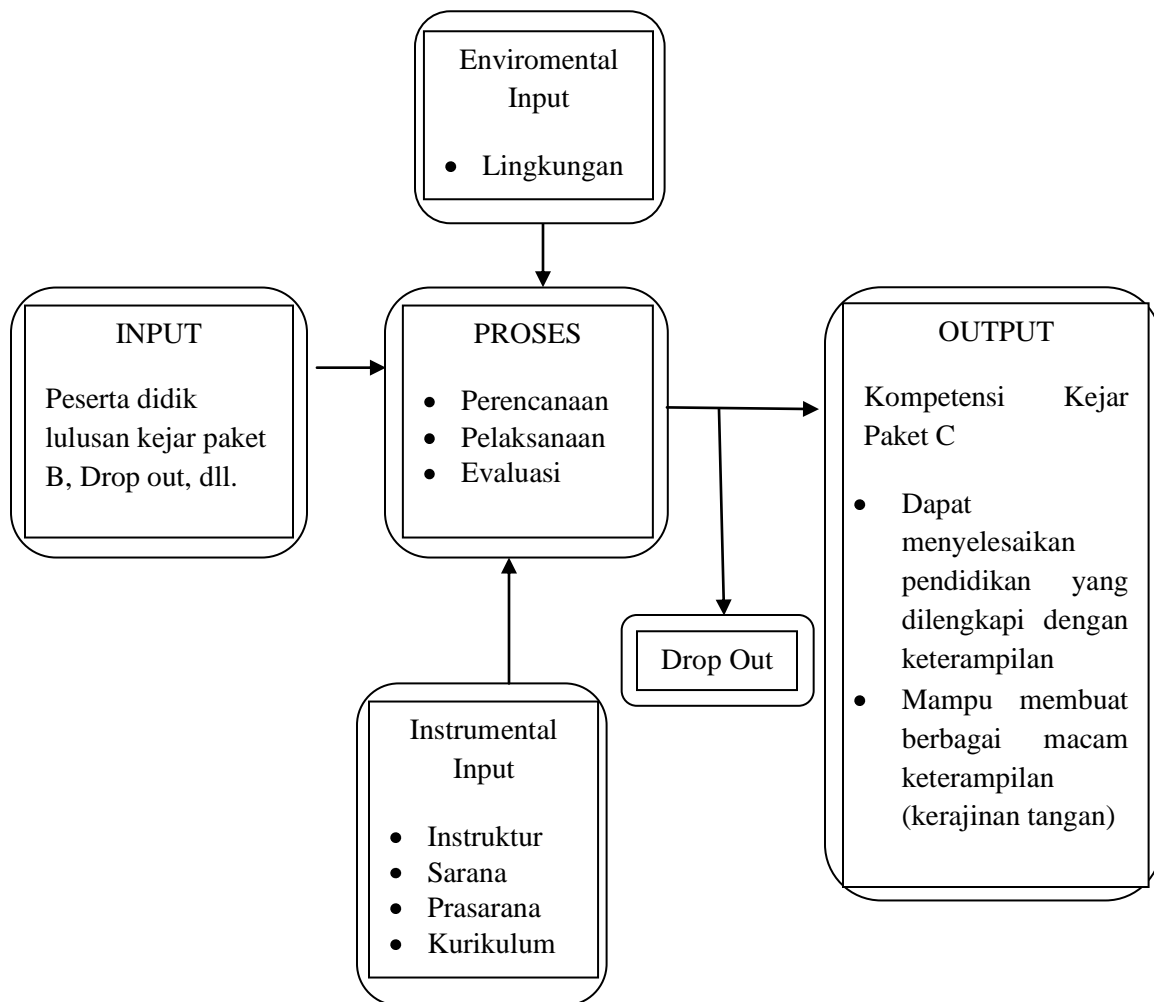 Enviromental
Input
• Lingkungan
INPUT
Peserta didik
lulusan kejar paket
B, Drop out, dll.
PROSES
• Perencanaan
• Pelaksanaan
• Evaluasi
OUTPUT
Kompetensi Kejar
Paket C
• Dapat
menyelesaikan
pendidikan yang
dilengkapi dengan
keterampilan
• Mampu membuat
berbagai macam
keterampilan
(kerajinan tangan)
Drop Out
Instrumental
Input
• Instruktur
• Sarana
• Prasarana
• Kurikulum